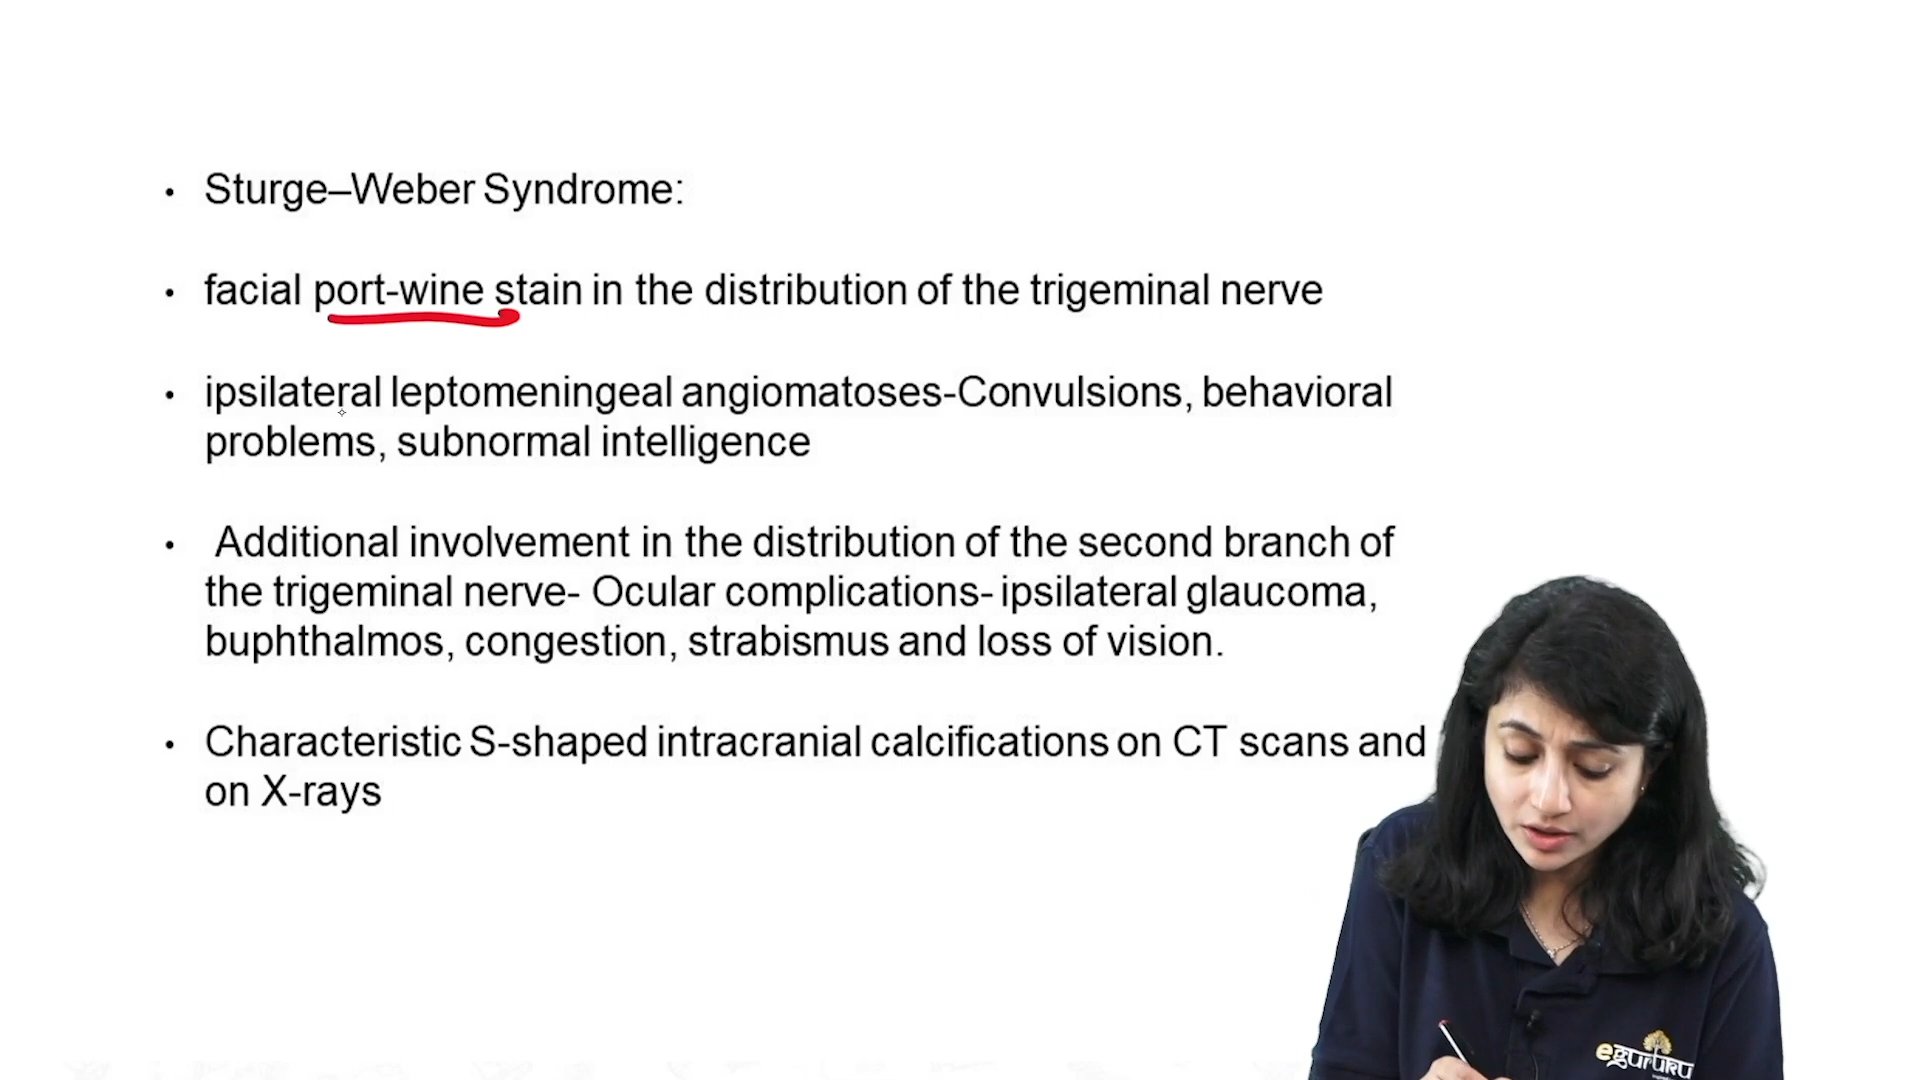 • Sturge–Weber Syndrome:
• facial port-wine stain in the distribution of the trigeminal nerve
• ipsilateral leptomeningeal angiomatoses-Convulsions, behavioral
problems, subnormal intelligence
• Additional involvement in the distribution of the second branch of
the trigeminal nerve- Ocular complications- ipsilateral glaucoma,
buphthalmos, congestion, strabismus and loss of vision.
• Characteristic S-shaped intracranial calcifications on CT scans and
on X-rays
eguruku